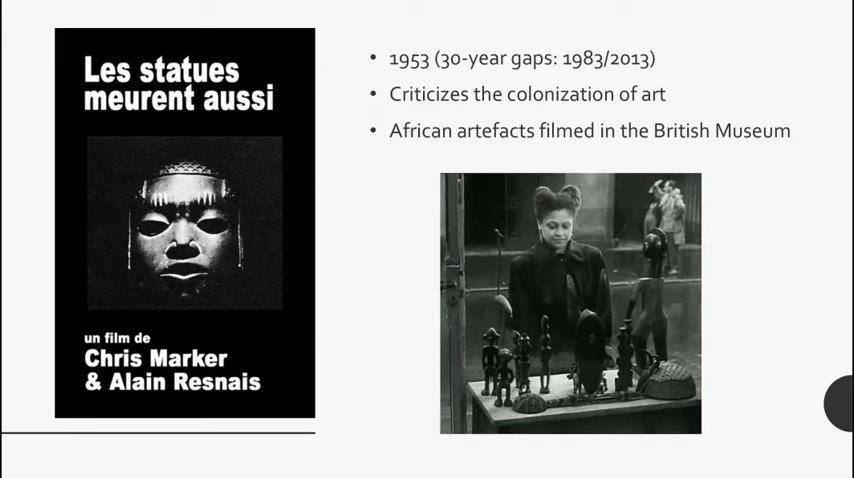 Les statues
meurent aussi
un film de
Chris Marker
& Alain Resnais
• 1953 (30-year gaps: 1983/2013)
• Criticizes the colonization of art
• African artefacts filmed in the British Museum